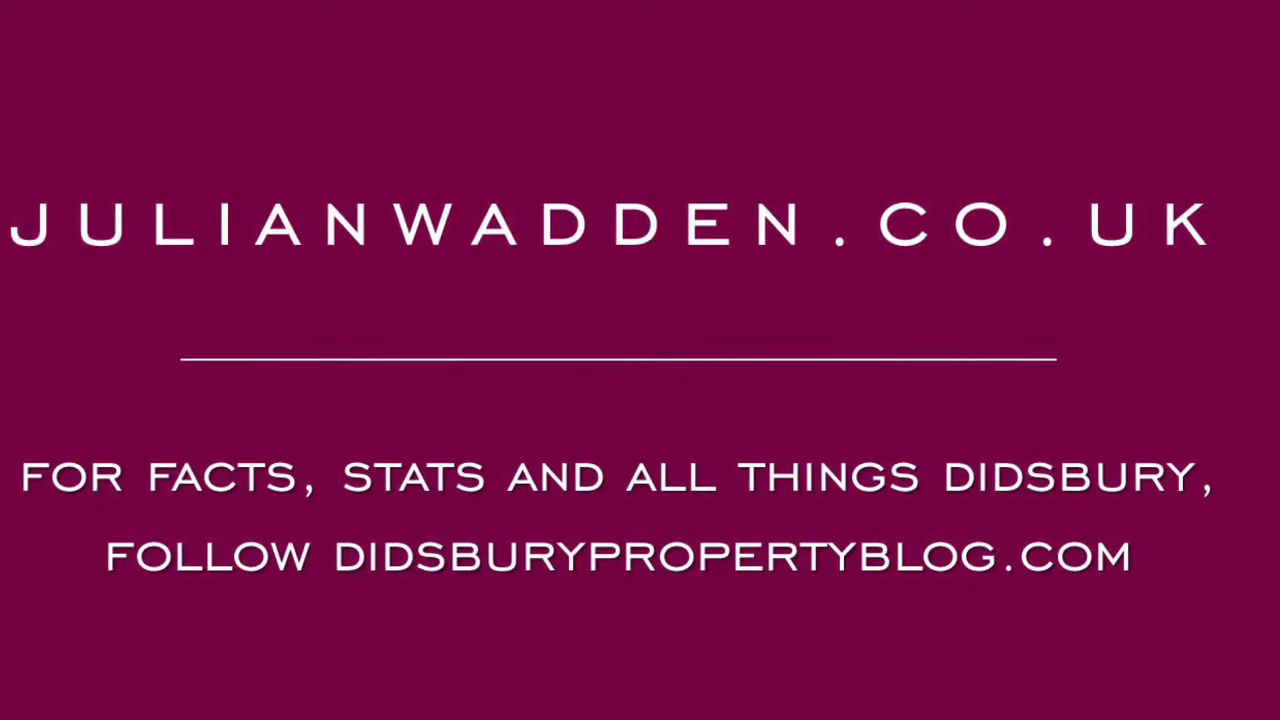 JULIANWADDEN.CO.UK
FOR FACTS, STATS AND ALL THINGS DIDSBURY,
FOLLOW DIDSBURYPROPERTYBLOG.COM